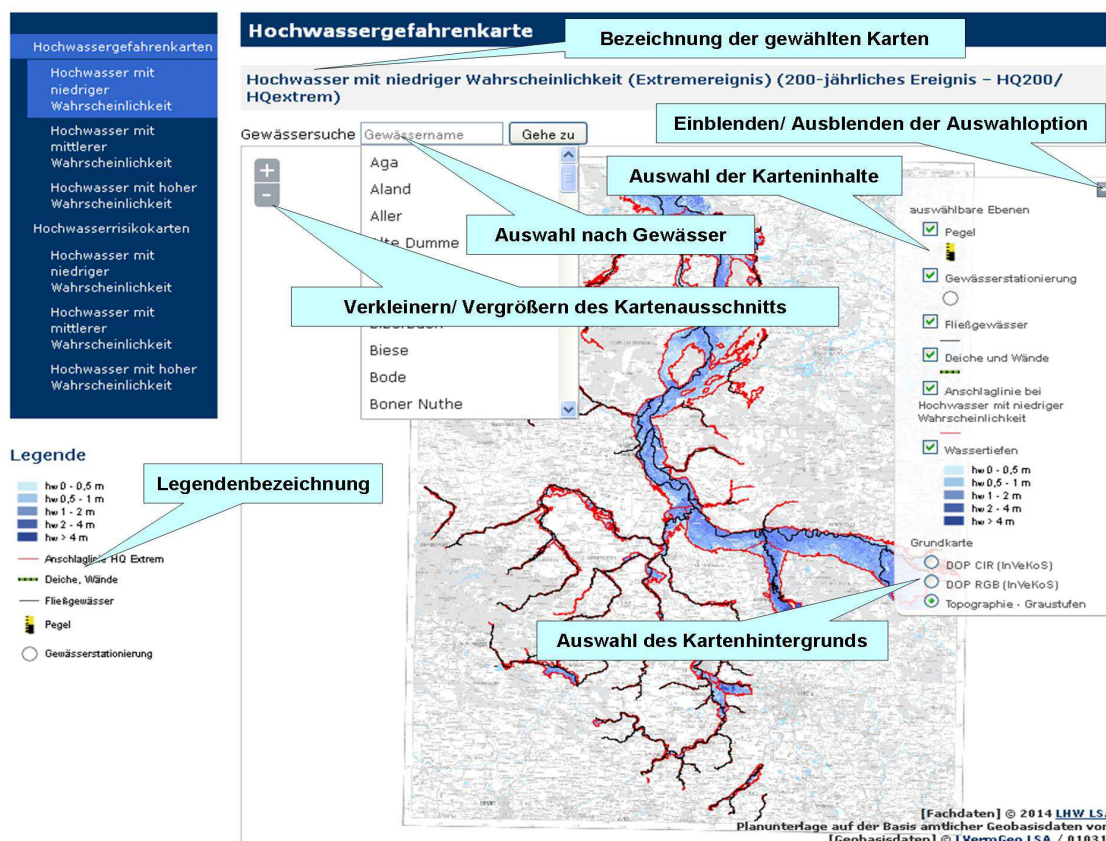 Hochwassergefahrenkarten
Hochwasser mit
niedriger
Wahrscheinlichkeit
Hochwasser mit
mittlerer
Wahrscheinlichkeit
Hochwasser mit hoher
Wahrscheinlichkeit
Hochwasserrisikokarten
Hochwasser mit
niedriger
Wahrscheinlichkeit
Hochwasser mit
mittlerer
Wahrscheinlichkeit
Hochwasser mit hoher
Wahrscheinlichkeit
Legende
hw 0 - 0,5 m
hw 0,5 - 1 m
hw 1 - 2 m
hw 2 - 4 m
hw > 4 m
Anschlaglinie HQ Extrem
Deiche, Wände
Fließgewässer
Pegel
Gewässerstationierung
Legendenbezeichnung
Hochwassergefahrenkarte
Bezeichnung der gewählten Karten
Hochwasser mit niedriger Wahrscheinlichkeit (Extremereignis) (200-jährliches Ereignis – HQ200/
HQextrem)
Gewässersuche Gewässername Gehe zu
Einblenden/ Ausblenden der Auswahloption
+
-
Aga
Aland
Aller
Alte Dumme
Biese
Bode
Boner Nuthe
Auswahl der Karteninhalte
Auswahl nach Gewässer
Verkleinern/ Vergrößern des Kartenausschnitts
auswählbare Ebenen
Pegel
Gewässerstationierung
Fließgewässer
Deiche und Wände
Anschlaglinie bei
Hochwasser mit niedriger
Wahrscheinlichkeit
Wassertiefen
hw 0 - 0,5 m
hw 0,5 - 1 m
hw 1 - 2 m
hw 2 - 4 m
hw > 4 m
Grundkarte
DOP CIR (InVeKoS)
DOP RGB (InVeKoS)
Topographie - Graustufen
Auswahl des Kartenhintergrunds
[Fachdaten] © 2014 LHW LSA
Planunterlage auf der Basis amtlicher Geobasisdaten von
[Geobasisdaten] © LVermGeo LSA / 01031